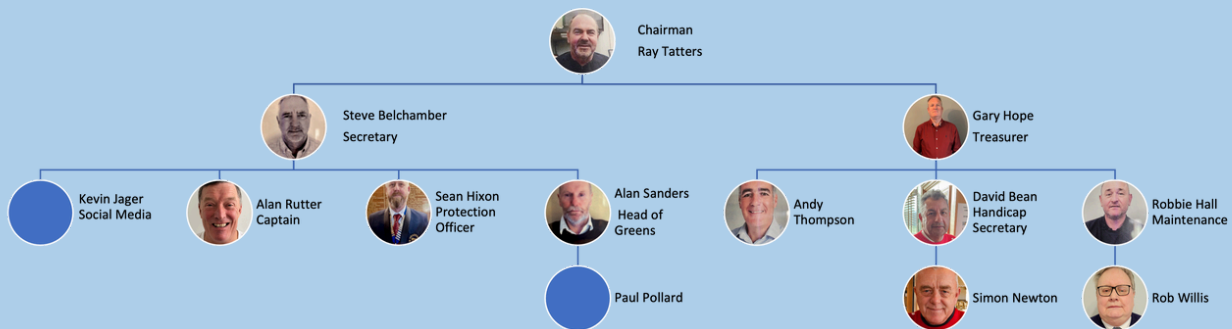 Chairman
Ray Tatters
Steve Belchamber
Secretary
Gary Hope
Treasurer
Kevin Jager
Social Media
Alan Rutter
Captain
Sean Hixon
Protection
Officer
Alan Sanders
Head of
Greens
Andy
Thompson
David Bean
Handicap
Secretary
Robbie Hall
Maintenance
Paul Pollard
Simon Newton
Rob Willis